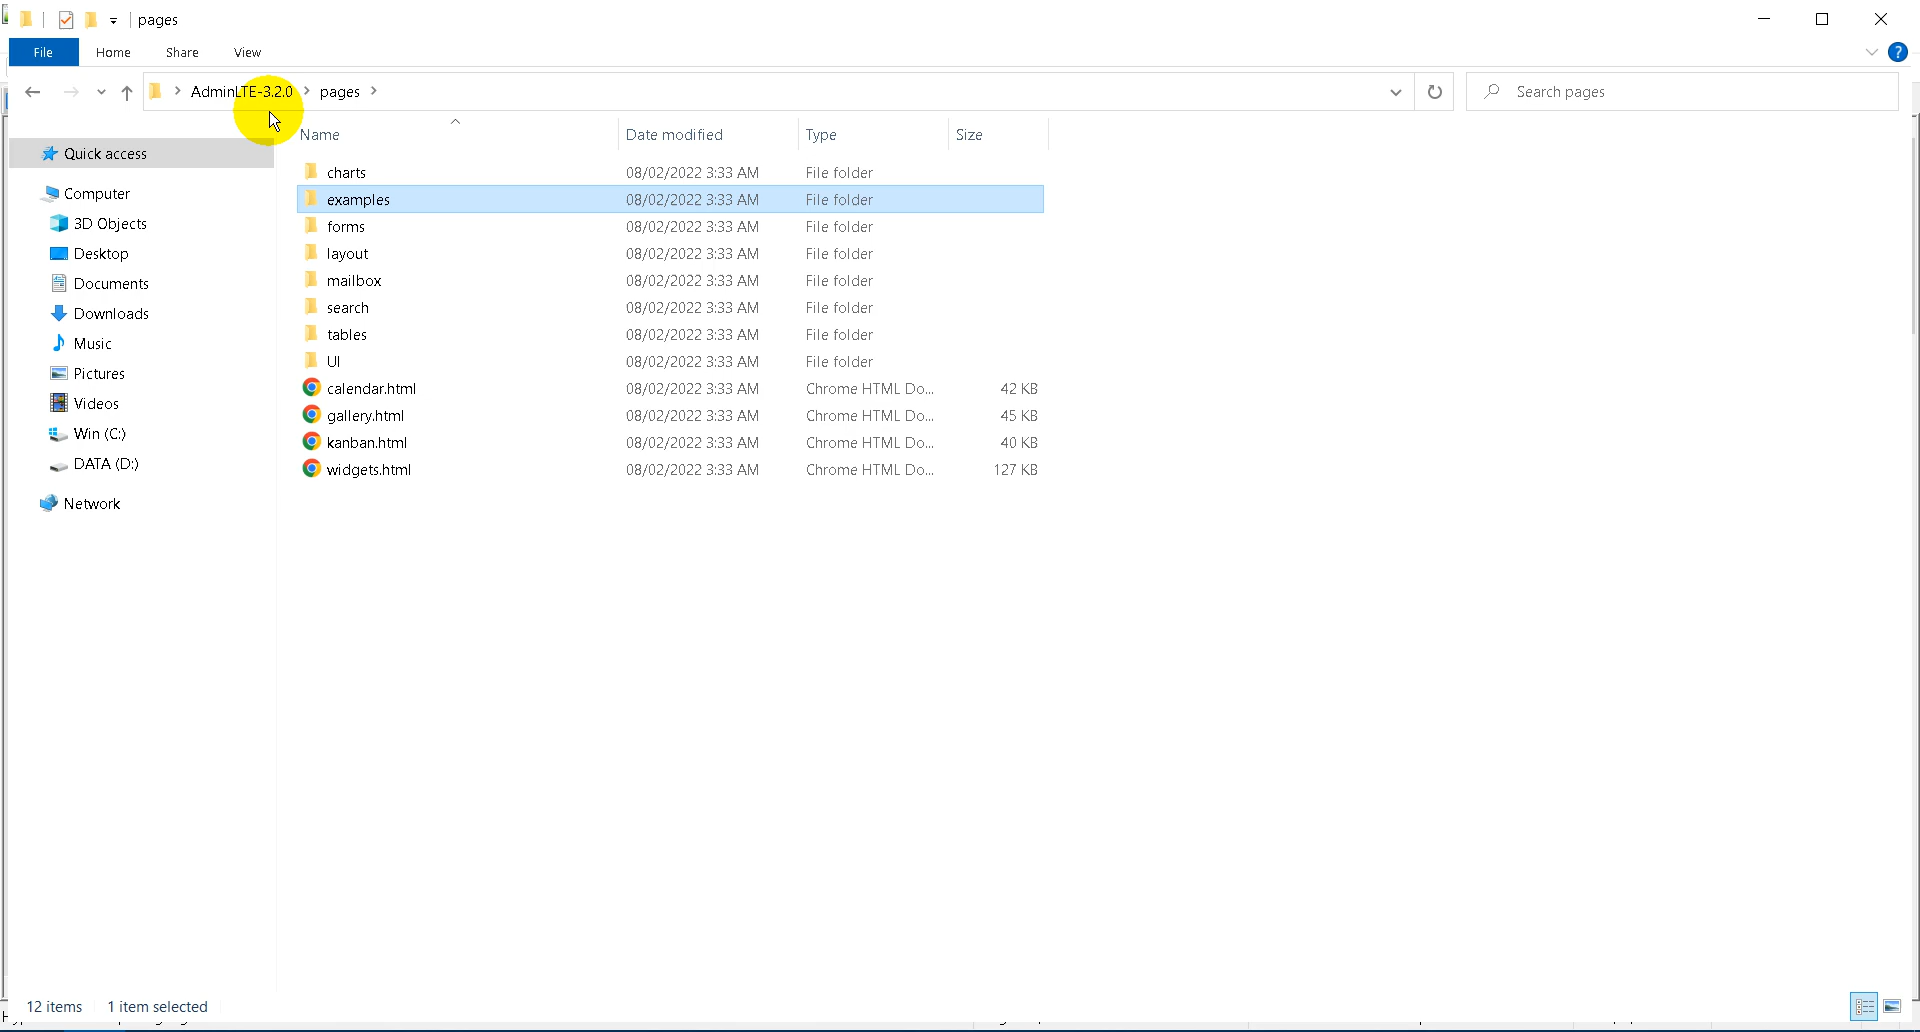 pages
File Home Share View ?
AdminLTE-3.2.0 pages Search pages
Name Date modified Type Size
Quick access
Computer
3D Objects
Desktop
Documents
Downloads
Music
Pictures
Videos
Win (C:)
DATA (D:)
Network
charts 08/02/2022 3:33 AM File folder
examples 08/02/2022 3:33 AM File folder
forms 08/02/2022 3:33 AM File folder
layout 08/02/2022 3:33 AM File folder
mailbox 08/02/2022 3:33 AM File folder
search 08/02/2022 3:33 AM File folder
tables 08/02/2022 3:33 AM File folder
UI 08/02/2022 3:33 AM File folder
calendar.html 08/02/2022 3:33 AM Chrome HTML Do... 42 KB
gallery.html 08/02/2022 3:33 AM Chrome HTML Do... 45 KB
kanban.html 08/02/2022 3:33 AM Chrome HTML Do... 40 KB
widgets.html 08/02/2022 3:33 AM Chrome HTML Do... 127 KB
12 items 1 item selected